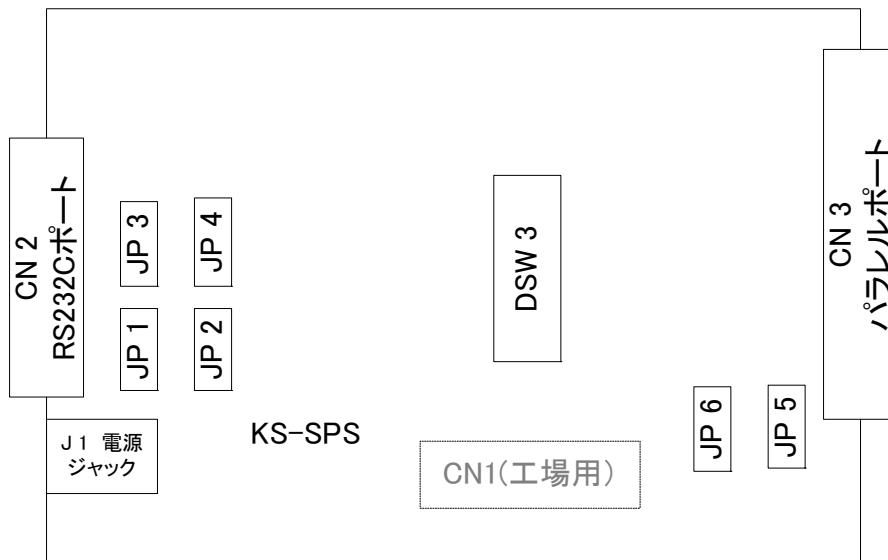 CN 2
RS232Cポート
JP 3
JP 4
JP 1
JP 2
DSW 3
CN 3
パラレルポート
JP 6
JP 5
J1 電源
ジャック
KS-SPS
CN1(工場用)